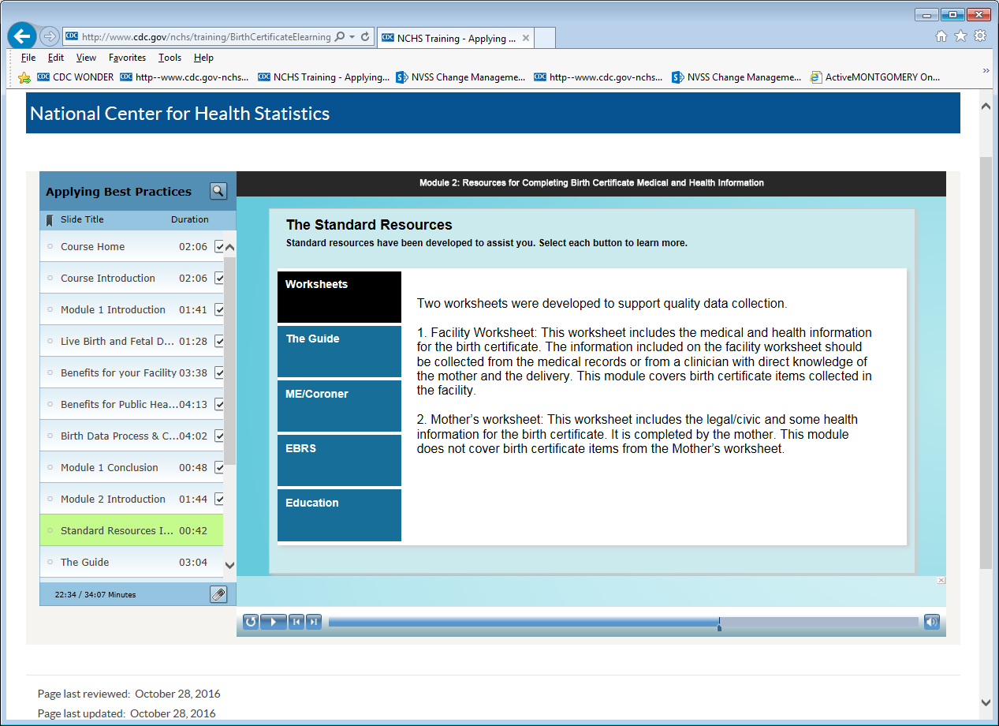 CDC http://www.cdc.gov/nchs/training/BirthCertificateElearning
CDC NCHS Training - Applying ...
File Edit View Favorites Tools Help
CDC CDC WONDER CDC http--www.cdc.gov-nchs... CDC NCHS Training - Applying... S NVSS Change Manageme... CDC http--www.cdc.gov-nchs... S NVSS Change Manageme... ActiveMONTGOMERY On...
National Center for Health Statistics
Applying Best Practices
Slide Title Duration
Course Home 02:06
Course Introduction 02:06
Module 1 Introduction 01:41
Live Birth and Fetal D... 01:28
Benefits for your Facility 03:38
Benefits for Public Hea... 04:13
Birth Data Process & C... 04:02
Module 1 Conclusion 00:48
Module 2 Introduction 01:44
Standard Resources I... 00:42
The Guide 03:04
22:34 / 34:07 Minutes
Module 2: Resources for Completing Birth Certificate Medical and Health Information
The Standard Resources
Standard resources have been developed to assist you. Select each button to learn more.
Worksheets
The Guide
ME/Coroner
EBRS
Education
Two worksheets were developed to support quality data collection.
1. Facility Worksheet: This worksheet includes the medical and health information
for the birth certificate. The information included on the facility worksheet should
be collected from the medical records or from a clinician with direct knowledge of
the mother and the delivery. This module covers birth certificate items collected in
the facility.
2. Mother’s worksheet: This worksheet includes the legal/civic and some health
information for the birth certificate. It is completed by the mother. This module
does not cover birth certificate items from the Mother’s worksheet.
Page last reviewed: October 28, 2016
Page last updated: October 28, 2016